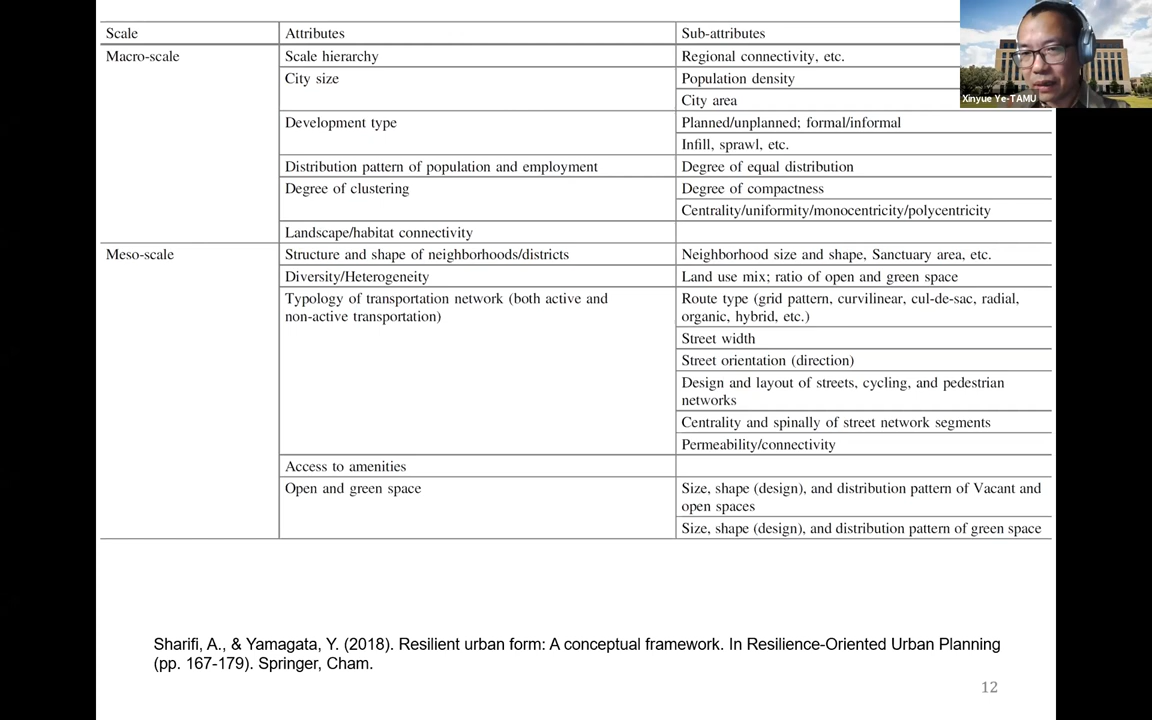 Scale Attributes Sub-attributes
Macro-scale Scale hierarchy Regional connectivity, etc.
City size Population density
City area
Development type Planned/unplanned; formal/informal
Infill, sprawl, etc.
Distribution pattern of population and employment Degree of equal distribution
Degree of clustering Degree of compactness
Centrality/uniformity/monocentricity/polycentricity
Landscape/habitat connectivity
Meso-scale Structure and shape of neighborhoods/districts Neighborhood size and shape, Sanctuary area, etc.
Diversity/Heterogeneity Land use mix; ratio of open and green space
Typology of transportation network (both active and Route type (grid pattern, curvilinear, cul-de-sac, radial,
non-active transportation) organic, hybrid, etc.)
Street width
Street orientation (direction)
Design and layout of streets, cycling, and pedestrian
networks
Centrality and spinally of street network segments
Permeability/connectivity
Access to amenities
Open and green space Size, shape (design), and distribution pattern of Vacant and
open spaces
Size, shape (design), and distribution pattern of green space
Sharifi, A., & Yamagata, Y. (2018). Resilient urban form: A conceptual framework. In Resilience-Oriented Urban Planning
(pp. 167-179). Springer, Cham.
12
Xinyue Ye-TAMU